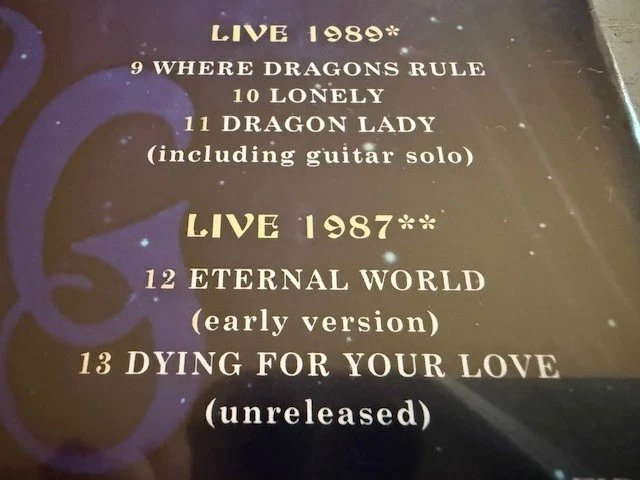 LIVE 1989*
9 WHERE DRAGONS RULE
10 LONELY
11 DRAGON LADY
(including guitar solo)
LIVE 1987**
12 ETERNAL WORLD
(early version)
13 DYING FOR YOUR LOVE
(unreleased)